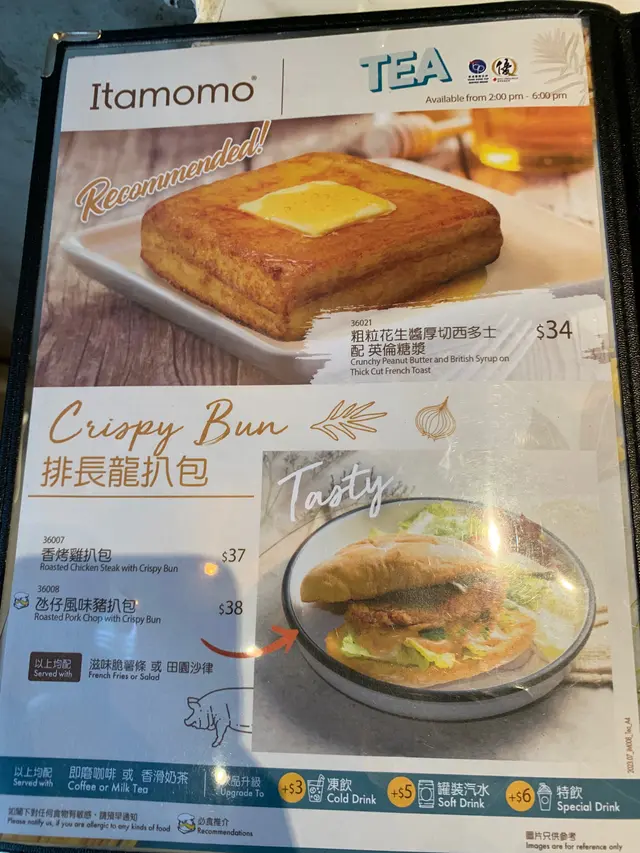 Itamomo®
TEA
優
Available from 2:00 pm - 6:00 pm
Recommended!
36021
粗粒花生醬厚切西多士
配 英倫糖漿
$34
Crunchy Peanut Butter and British Syrup on
Thick Cut French Toast
Crispy Bun
排長龍扒包
Tasty
36007
香烤雞扒包
$37
Roasted Chicken Steak with Crispy Bun
36008
氹仔風味豬扒包
$38
Roasted Pork Chop with Crispy Bun
以上均配
Served with
滋味脆薯條 或 田園沙律
French Fries or Salad
以上均配
Served with
即磨咖啡 或 香滑奶茶
Coffee or Milk Tea
品升級
Upgrade To
+$3
凍飲
Cold Drink
+$5
罐裝汽水
Soft Drink
+$6
特飲
Special Drink
如閣下對任何食物有敏感，請預早通知
Please notify us, if you are allergic to any kinds of food
必食推介
Recommendations
圖片只供參考
Images are for reference only